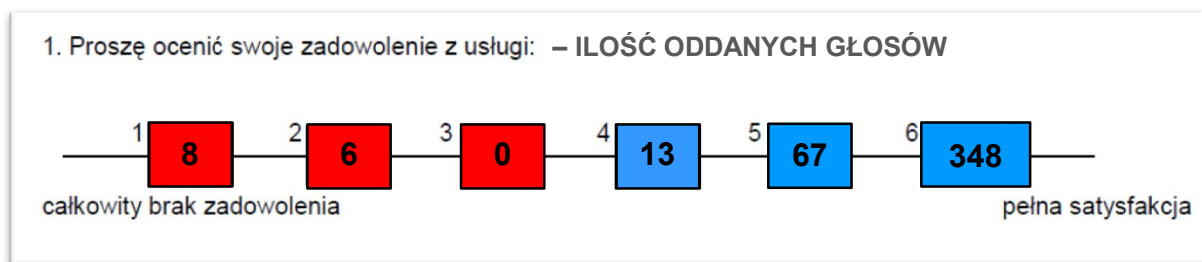 1. Proszę ocenić swoje zadowolenie z usługi: – ILOŚĆ ODDANYCH GŁOSÓW
1 8 2 6 3 0 4 13 5 67 6 348
całkowity brak zadowolenia pełna satysfakcja